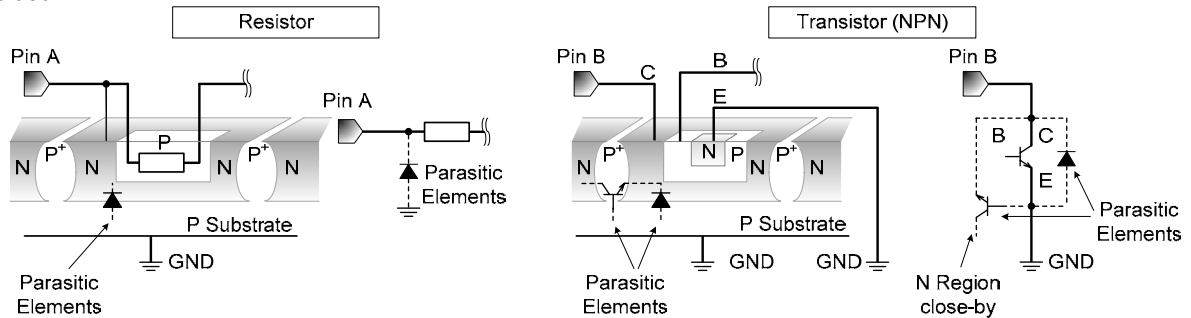 Resistor
Transistor (NPN)
Pin A
Pin B
C
B
E
Pin B
Pin A
N
P+
N
P
P+
N
N
P+
N
P
P+
N
B
C
E
Parasitic
Elements
P Substrate
GND
Parasitic
Elements
P Substrate
GND
GND
Parasitic
Elements
Parasitic
Elements
GND
N Region
close-by